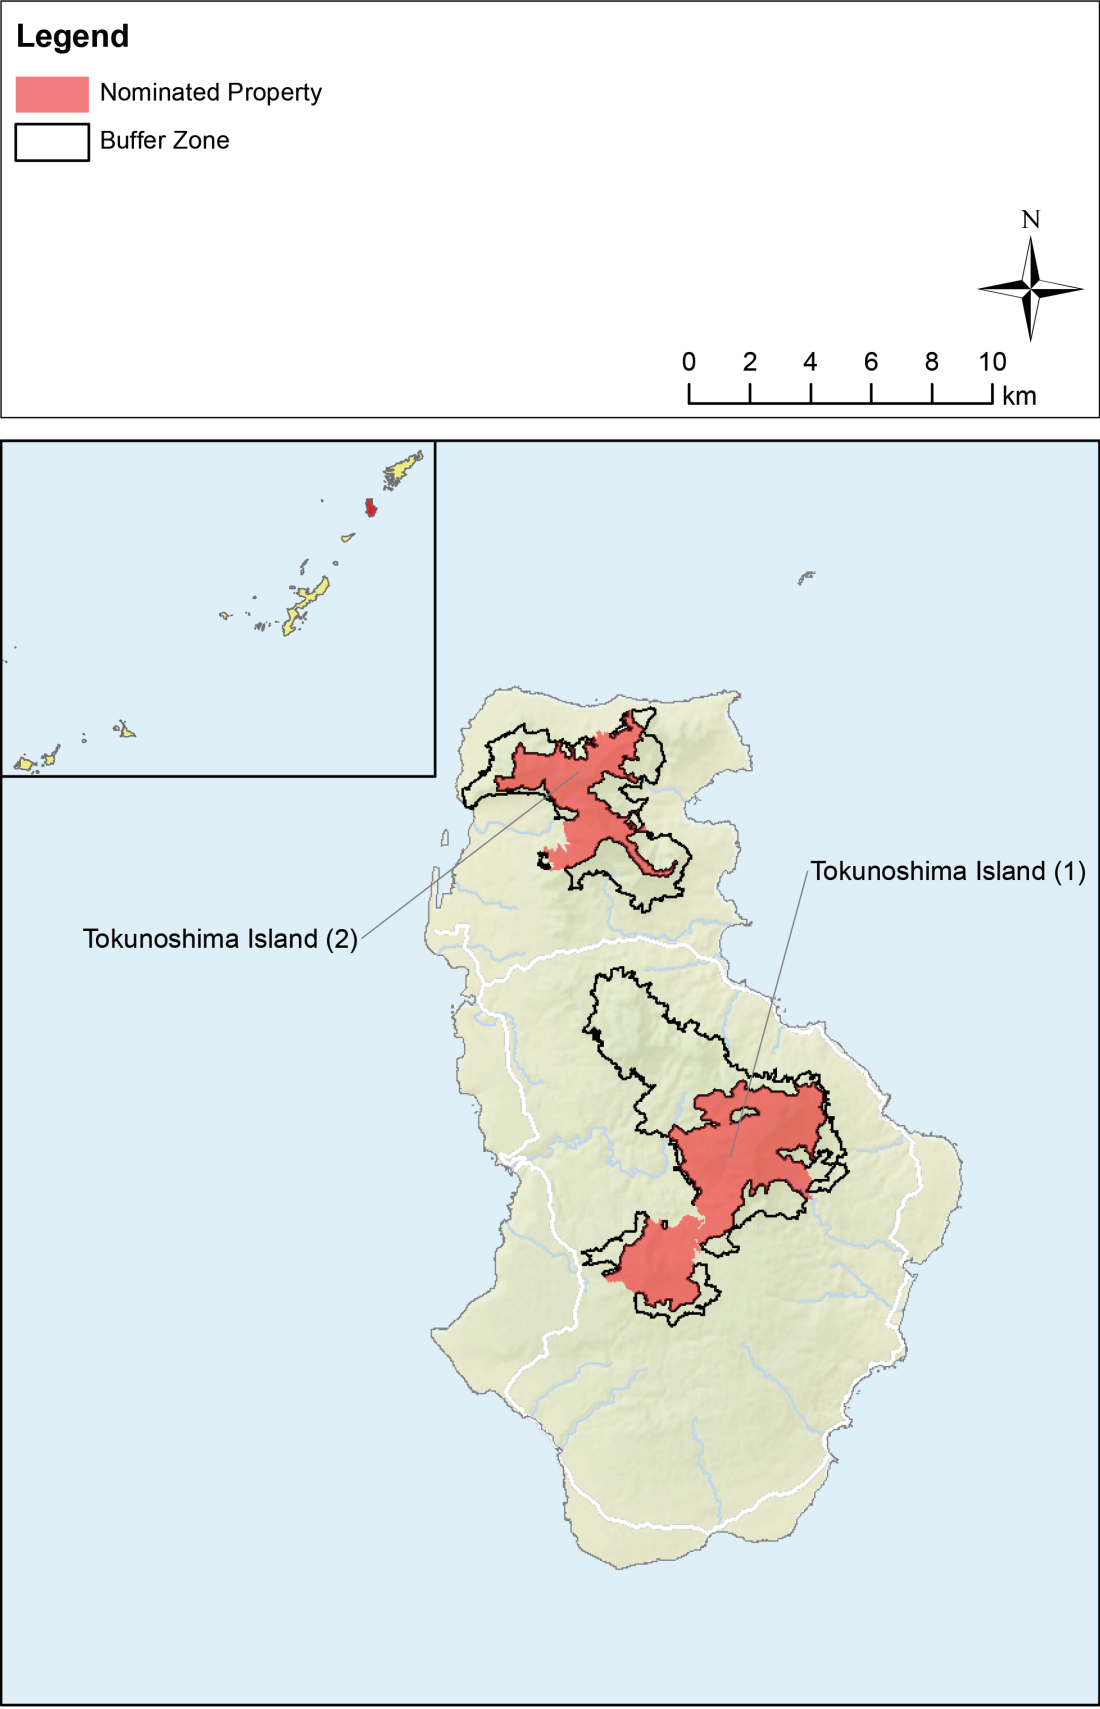 Legend
Nominated Property
Buffer Zone
N
0 2 4 6 8 10
km
Tokunoshima Island (1)
Tokunoshima Island (2)